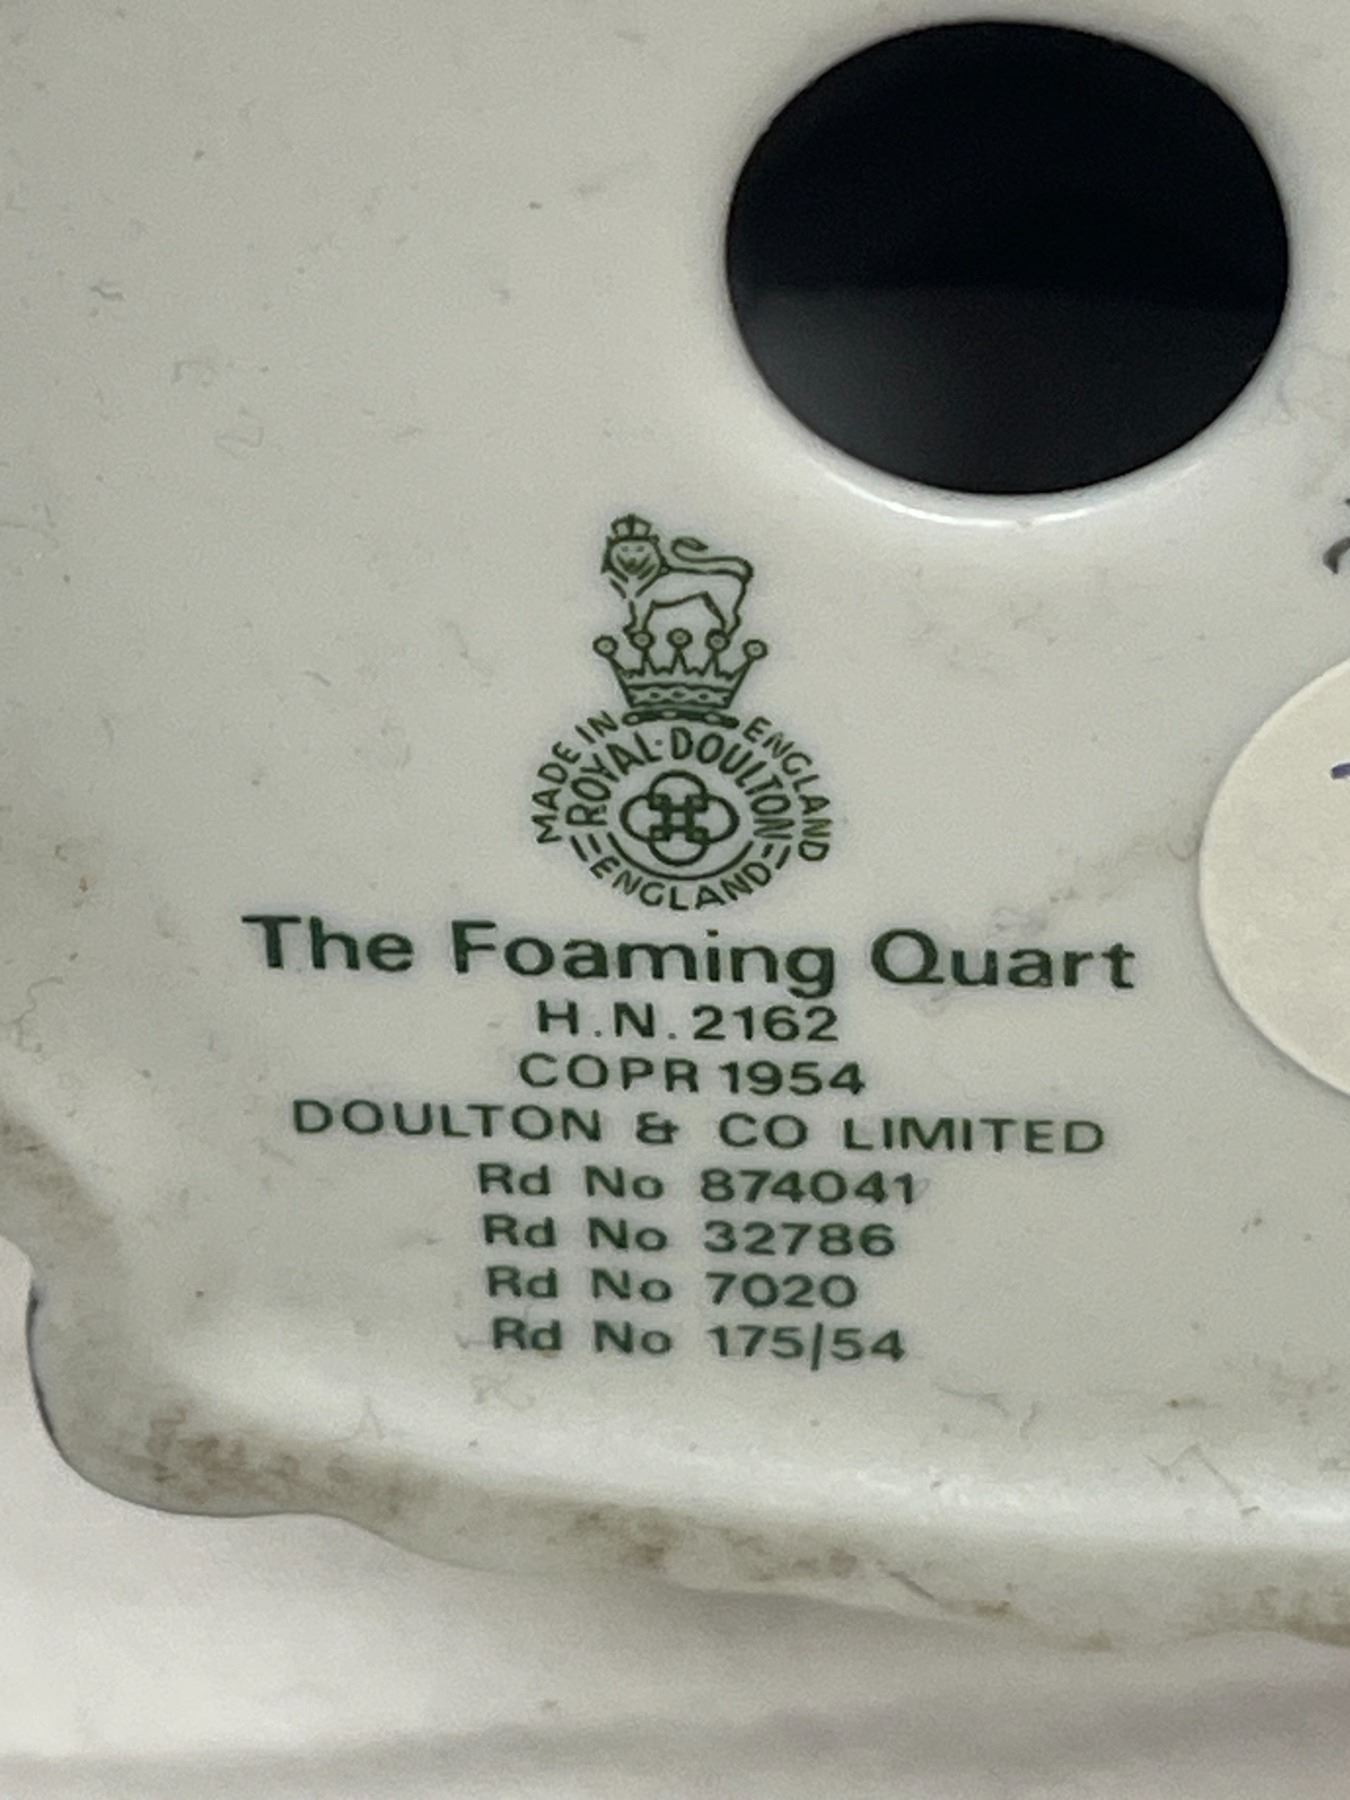 MADE IN ENGLAND
ROYAL·DOULTON
ENGLAND
The Foaming Quart
H.N.2162
COPR 1954
DOULTON & CO LIMITED
Rd No 874041
Rd No 32786
Rd No 7020
Rd No 175/54